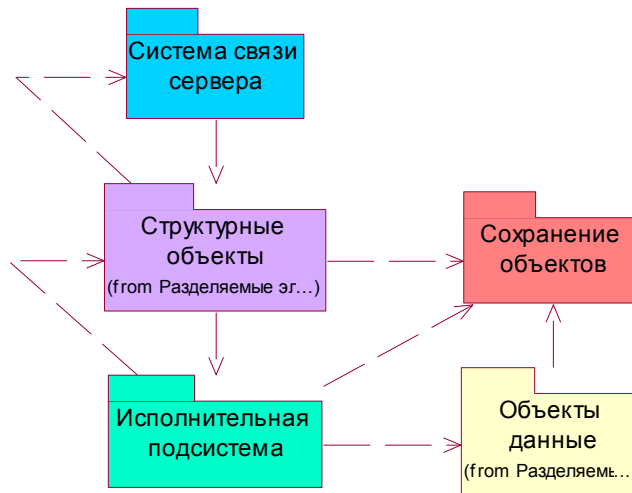 Система связи
сервера
Структурные
объекты
(from Разделяемые эл...)
Сохранение
объектов
Исполнительная
подсистема
Объекты
данные
(from Разделяемы...